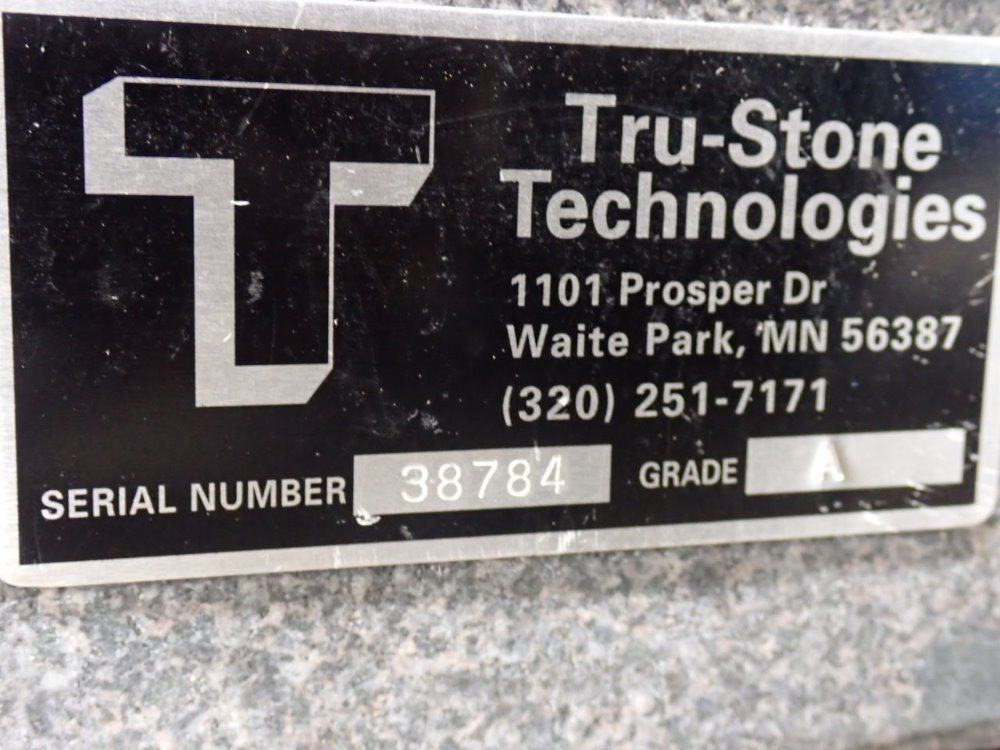 T
Tru-Stone
Technologies
1101 Prosper Dr
Waite Park, MN 56387
(320) 251-7171
SERIAL NUMBER 38784 GRADE A